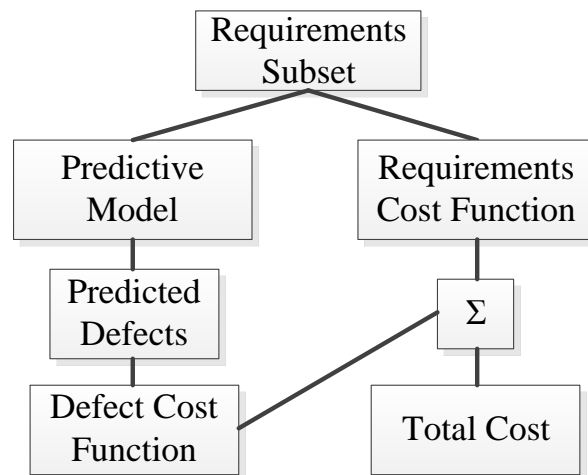 Requirements
Subset
Predictive
Model
Requirements
Cost Function
Predicted
Defects
Σ
Defect Cost
Function
Total Cost